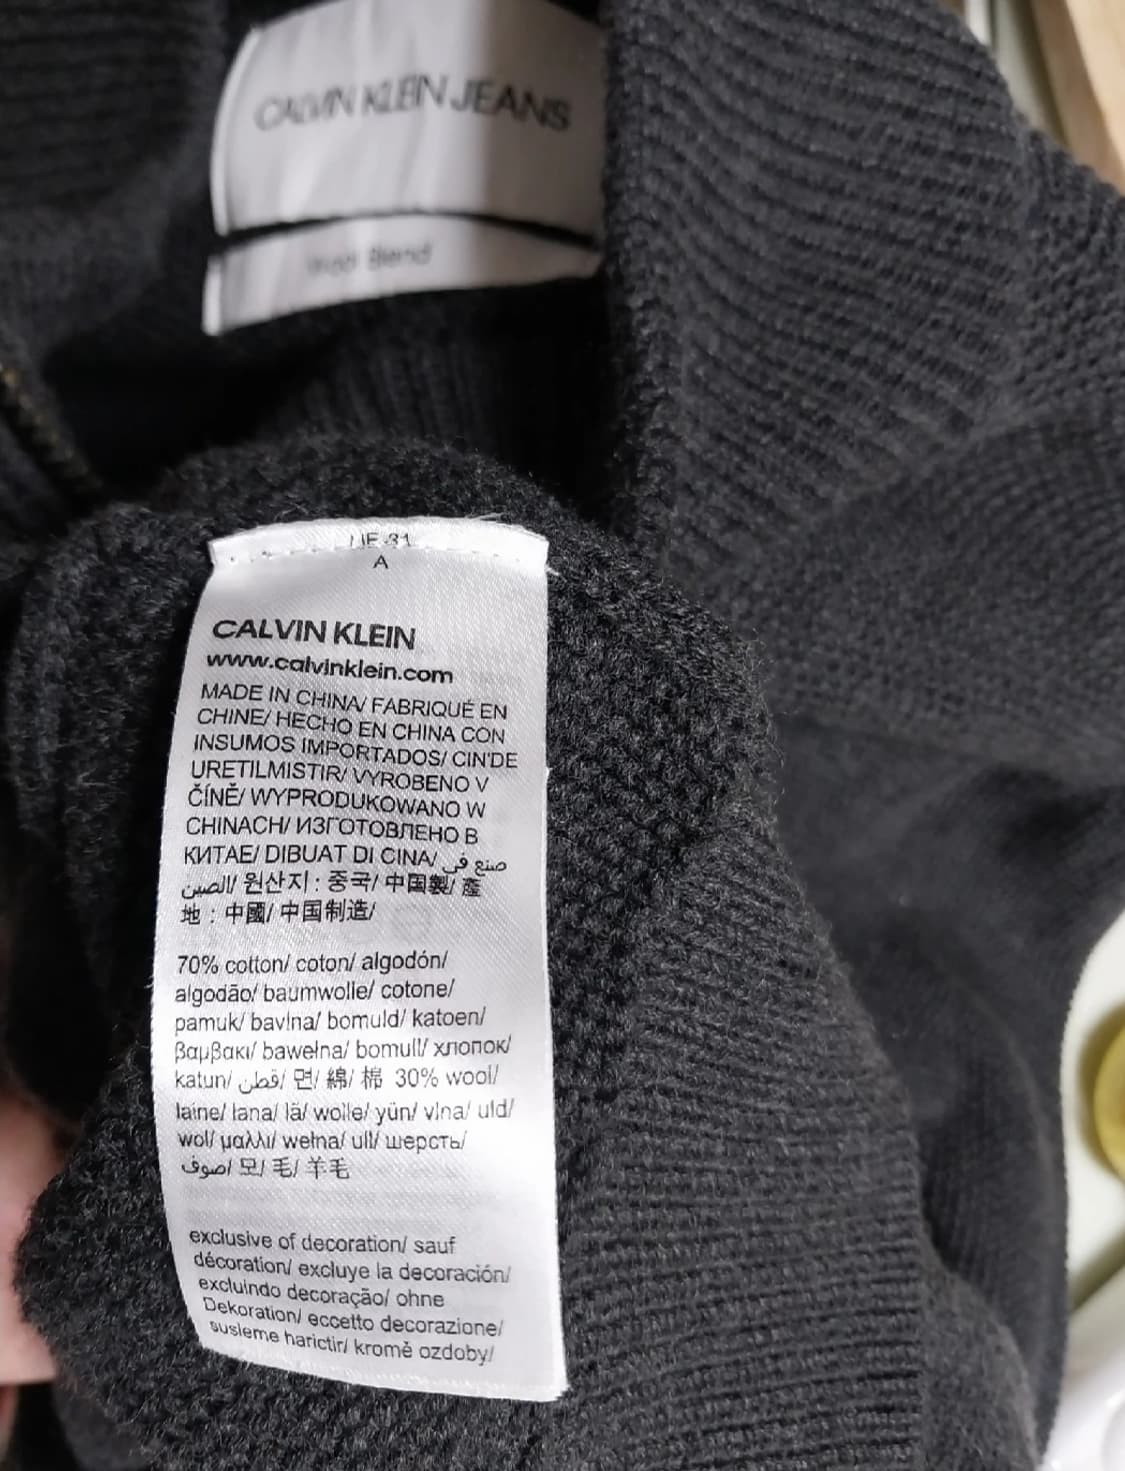 CALVIN KLEIN JEANS
Wool Blend
A
CALVIN KLEIN
www.calvinklein.com
MADE IN CHINA/ FABRIQUÉ EN
CHINE/ HECHO EN CHINA CON
INSUMOS IMPORTADOS/ CIN'DE
URETILMISTIR/ VYROBENO V
ČÍNĚ/ WYPRODUKOWANO W
CHINACH/ ИЗГОТОВЛЕНО В
КИТАЕ/ DIBUAT DI CINA/ صنع في
الصين/ 원산지 : 중국/ 中国製/ 產
地 : 中國/ 中国制造/
70% cotton/ coton/ algodón/
algodão/ baumwolle/ cotone/
pamuk/ bavlna/ bomuld/ katoen/
βαμβακι/ bawełna/ bomull/ хлопок/
katun/ قطن/ 면/ 綿/ 棉 30% wool/
laine/ lana/ lã/ wolle/ yün/ vlna/ uld/
wol/ μαλλι/ wełna/ ull/ шерсть/
صوف/ 모/ 毛/ 羊毛
exclusive of decoration/ sauf
décoration/ excluye la decoración/
excluindo decoração/ ohne
Dekoration/ eccetto decorazione/
susleme harictir/ kromě ozdoby/